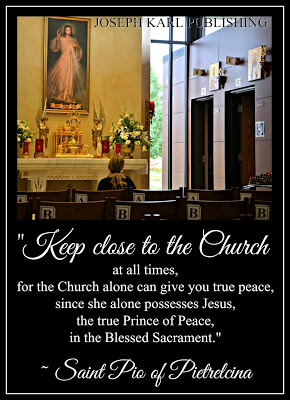 JOSEPH KARL PUBLISHING
A B B A B
"Keep close to the Church
at all times,
for the Church alone can give you true peace,
since she alone possesses Jesus,
the true Prince of Peace,
in the Blessed Sacrament."
~ Saint Pio of Pietrelcina